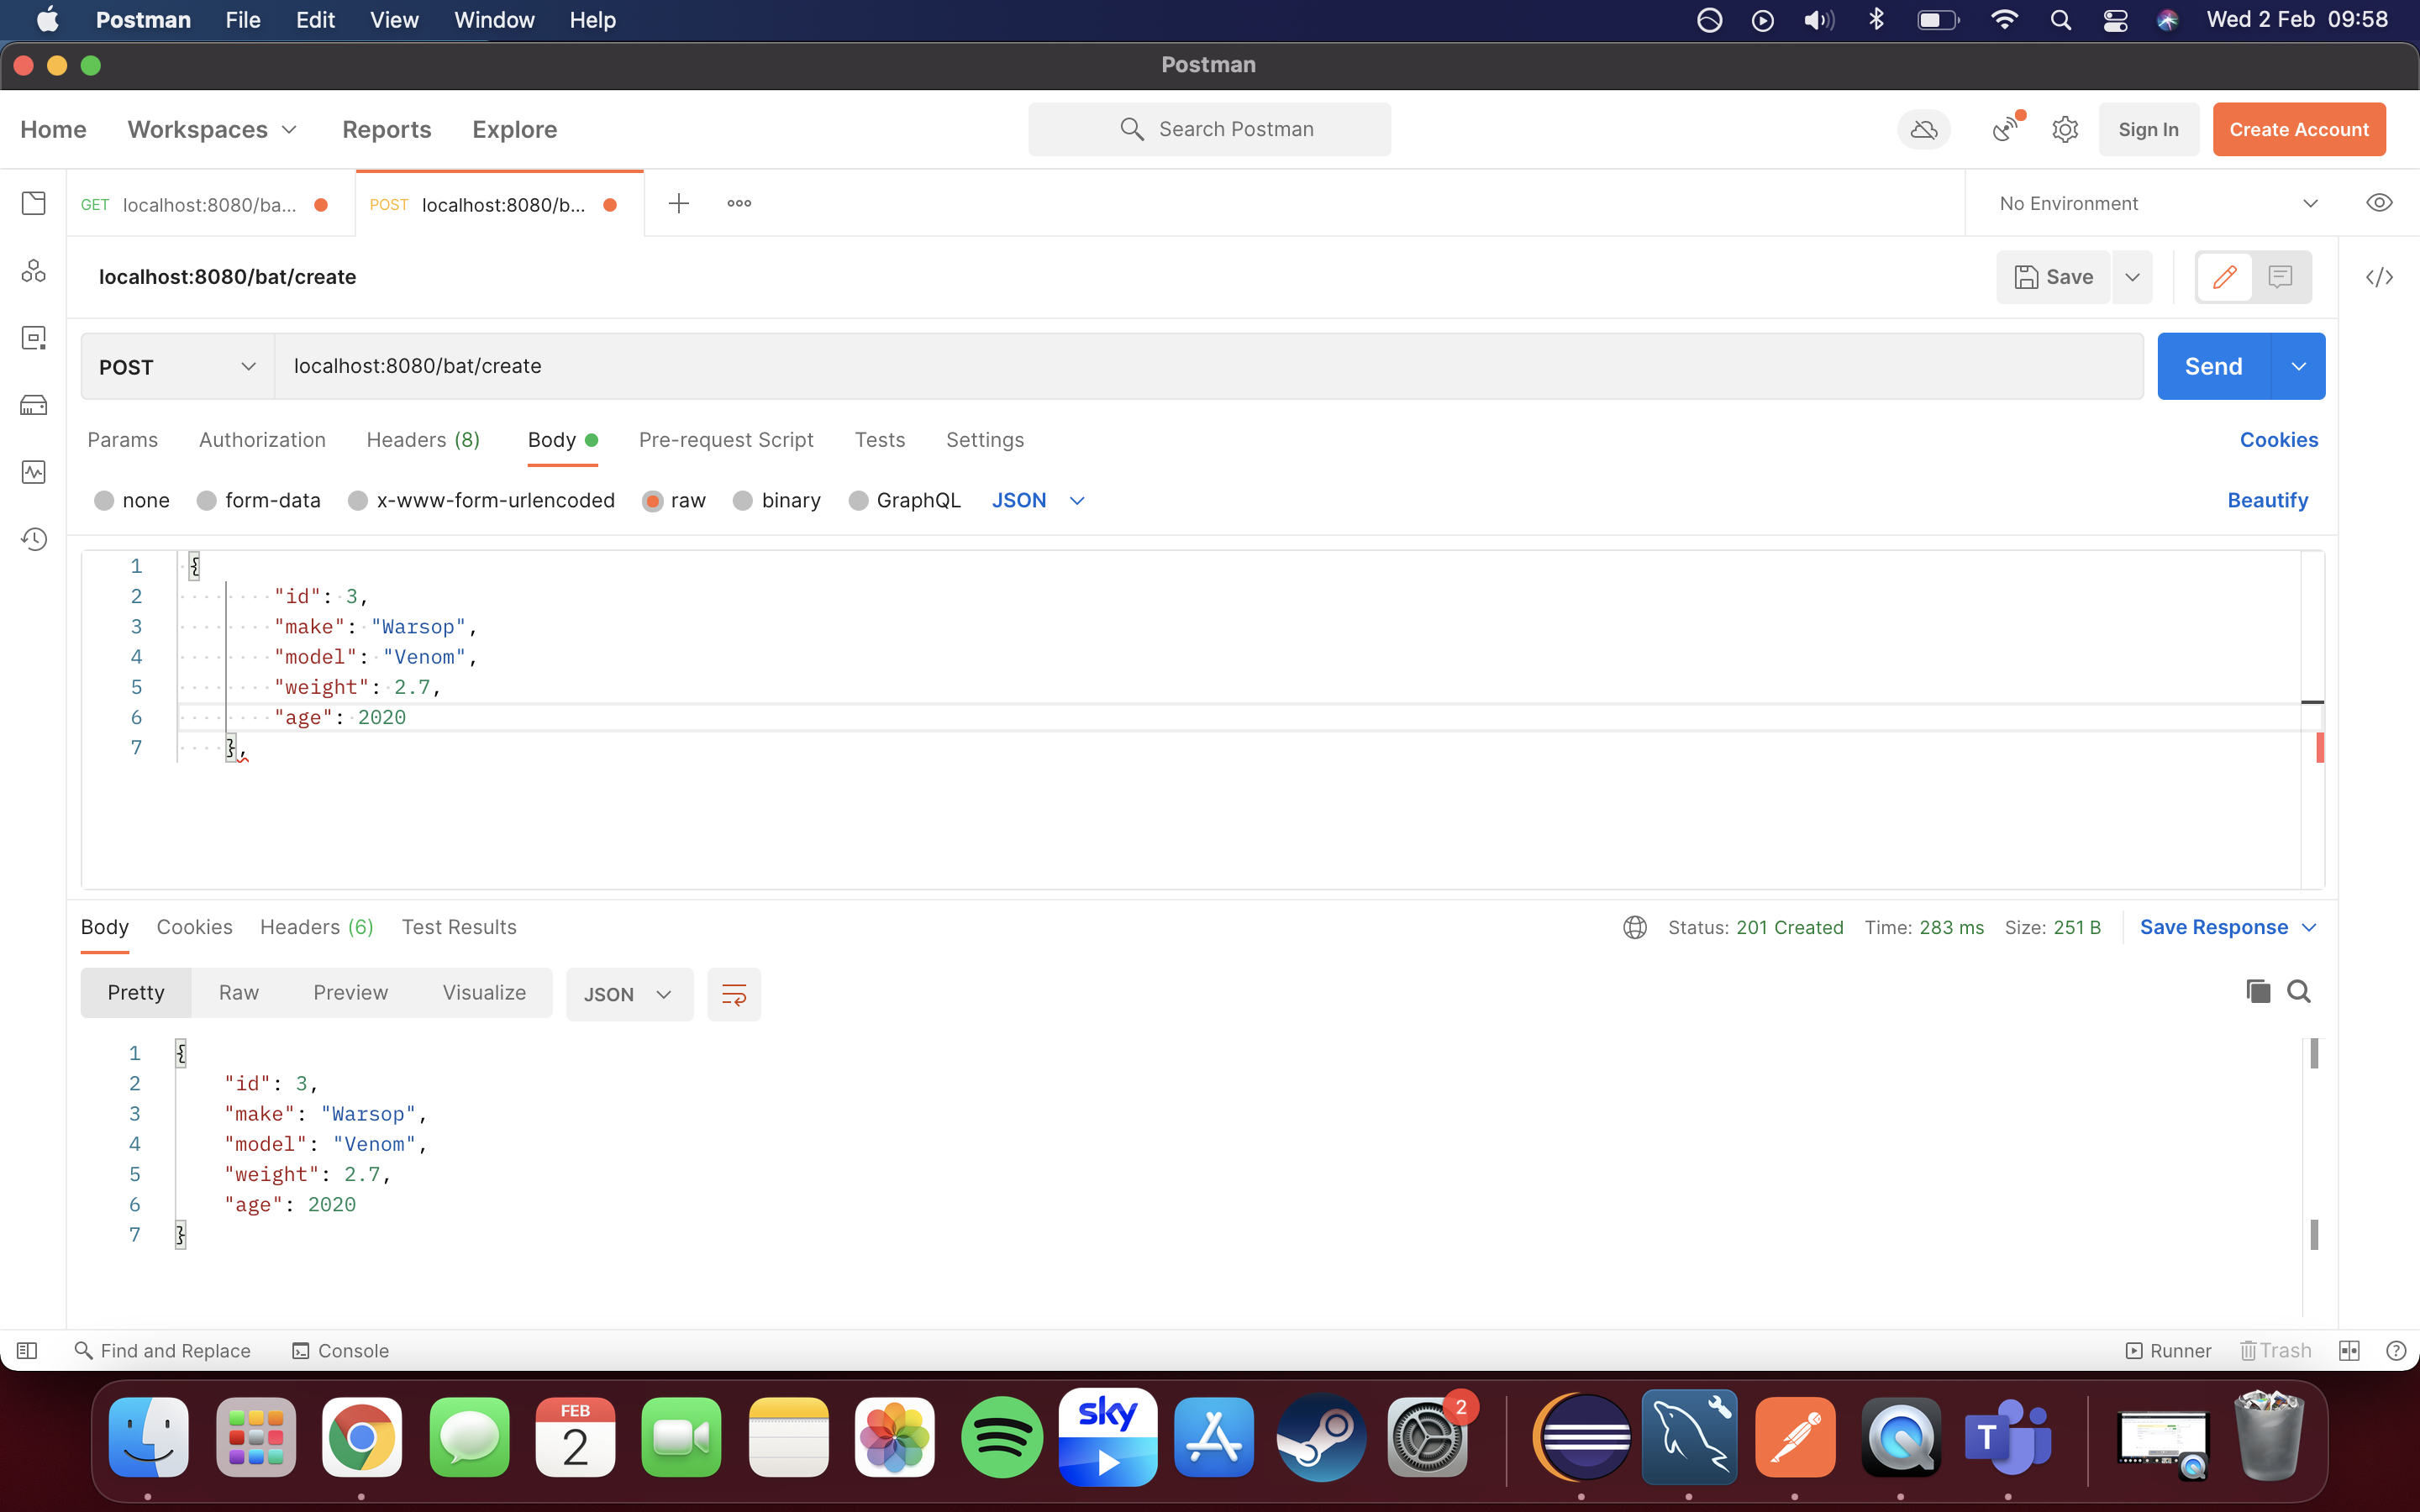 Postman File Edit View Window Help Wed 2 Feb 09:58
Postman
Home Workspaces Reports Explore Search Postman Sign In Create Account
GET localhost:8080/ba... POST localhost:8080/b... No Environment
localhost:8080/bat/create Save
POST localhost:8080/bat/create Send
Params Authorization Headers (8) Body Pre-request Script Tests Settings Cookies
none form-data x-www-form-urlencoded raw binary GraphQL JSON Beautify
1 {
2 "id": 3,
3 "make": "Warsop",
4 "model": "Venom",
5 "weight": 2.7,
6 "age": 2020
7 },
Body Cookies Headers (6) Test Results Status: 201 Created Time: 283 ms Size: 251 B Save Response
Pretty Raw Preview Visualize JSON
1 {
2 "id": 3,
3 "make": "Warsop",
4 "model": "Venom",
5 "weight": 2.7,
6 "age": 2020
7 }
Find and Replace Console Runner Trash
FEB
2
sky
2
T